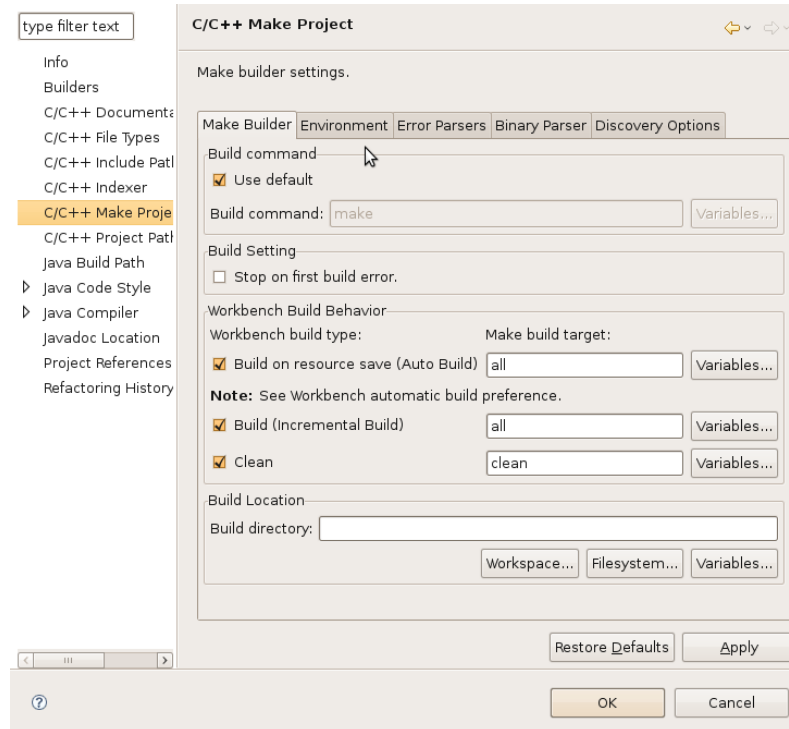 type filter text
Info
Builders
C/C++ Documenta
C/C++ File Types
C/C++ Include Patl
C/C++ Indexer
C/C++ Make Proje
C/C++ Project Path
Java Build Path
Java Code Style
Java Compiler
Javadoc Location
Project References
Refactoring History
C/C++ Make Project
Make builder settings.
Make Builder Environment Error Parsers Binary Parser Discovery Options
Build command
Use default
Build command: make Variables...
Build Setting
Stop on first build error.
Workbench Build Behavior
Workbench build type: Make build target:
Build on resource save (Auto Build) all Variables...
Note: See Workbench automatic build preference.
Build (Incremental Build) all Variables...
Clean clean Variables...
Build Location
Build directory:
Workspace... Filesystem... Variables...
Restore Defaults Apply
OK Cancel